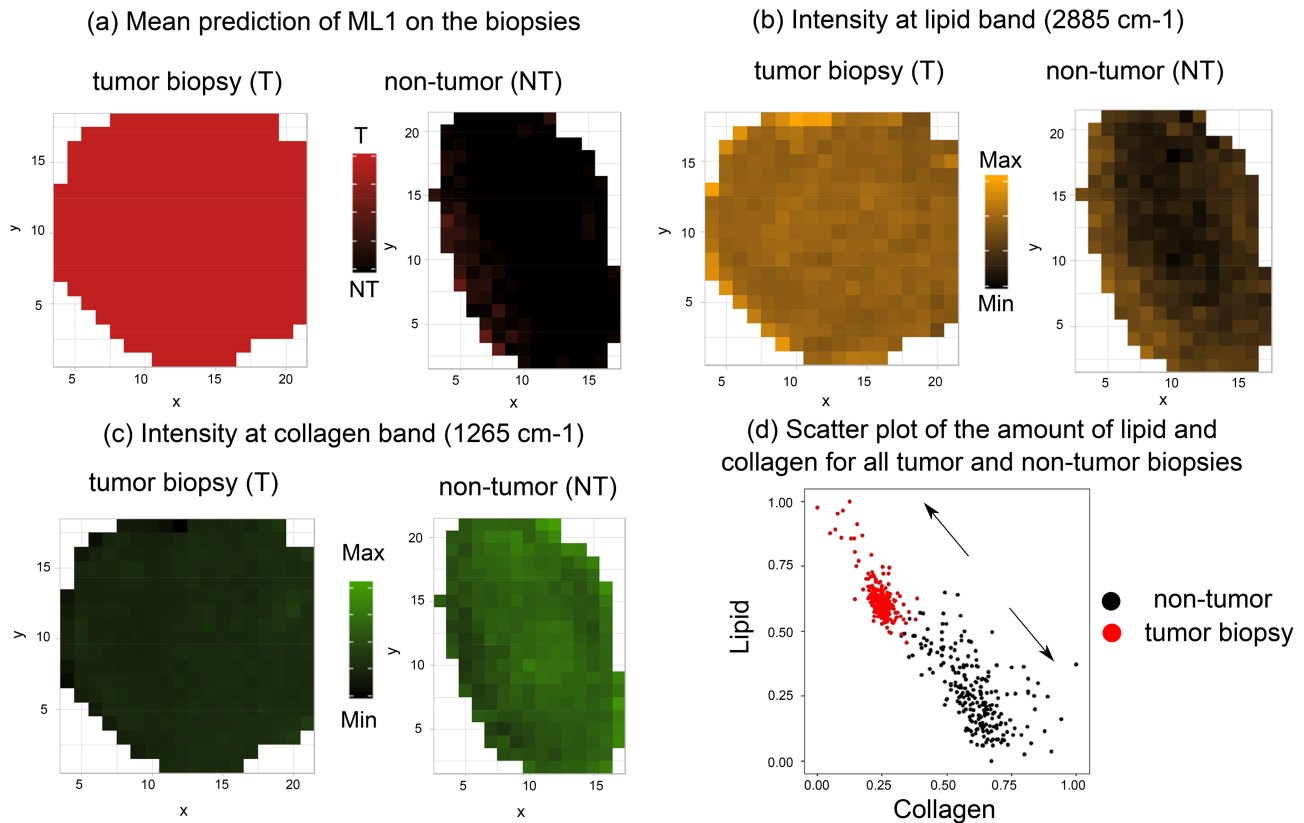 (a) Mean prediction of ML1 on the biopsies
tumor biopsy (T)
non-tumor (NT)
15
10
5
y
5
10
15
20
x
T
NT
20
15
10
5
y
5
10
15
x
(b) Intensity at lipid band (2885 cm-1)
tumor biopsy (T)
non-tumor (NT)
15
10
5
y
5
10
15
20
x
Max
Min
20
15
10
5
y
5
10
15
x
(c) Intensity at collagen band (1265 cm-1)
tumor biopsy (T)
non-tumor (NT)
15
10
5
y
5
10
15
20
x
Max
Min
20
15
10
5
y
5
10
15
x
(d) Scatter plot of the amount of lipid and
collagen for all tumor and non-tumor biopsies
1.00
0.75
0.50
0.25
0.00
Lipid
0.00
0.25
0.50
0.75
1.00
Collagen
non-tumor
tumor biopsy